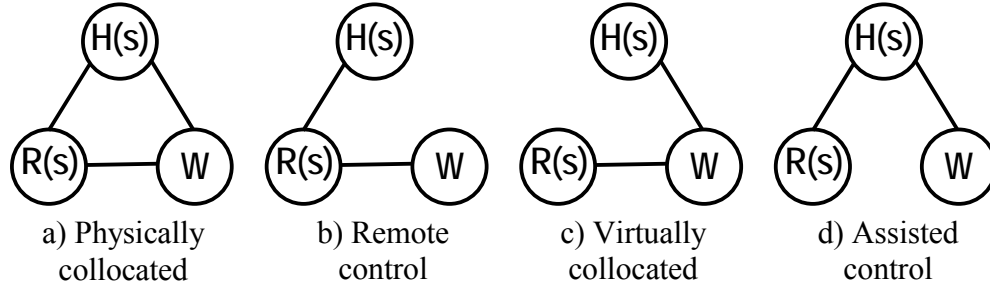 H(s) H(s) H(s) H(s)
R(s) W R(s) W R(s) W R(s) W
a) Physically b) Remote c) Virtually d) Assisted
collocated control collocated control